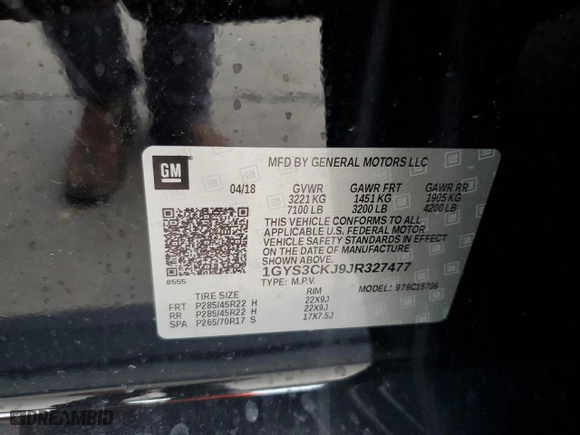 GM
MFD BY GENERAL MOTORS LLC
04/18 GVWR GAWR FRT GAWR RR
3221 KG 1451 KG 1905 KG
7100 LB 3200 LB 4200 LB
THIS VEHICLE CONFORMS TO ALL
APPLICABLE U.S. FEDERAL MOTOR
VEHICLE SAFETY AND THEFT
PREVENTION STANDARDS IN EFFECT
ON THE DATE OF MANUFACTURE
SHOWN ABOVE.
8555 1GYS3CKJ9JR327477
TYPE: M.P.V. MODEL: 976C15706
TIRE SIZE RIM
FRT P285/45R22 H 22X9J
RR P285/45R22 H 22X9J
SPA P265/70R17 S 17X7.5J
DREAMBID